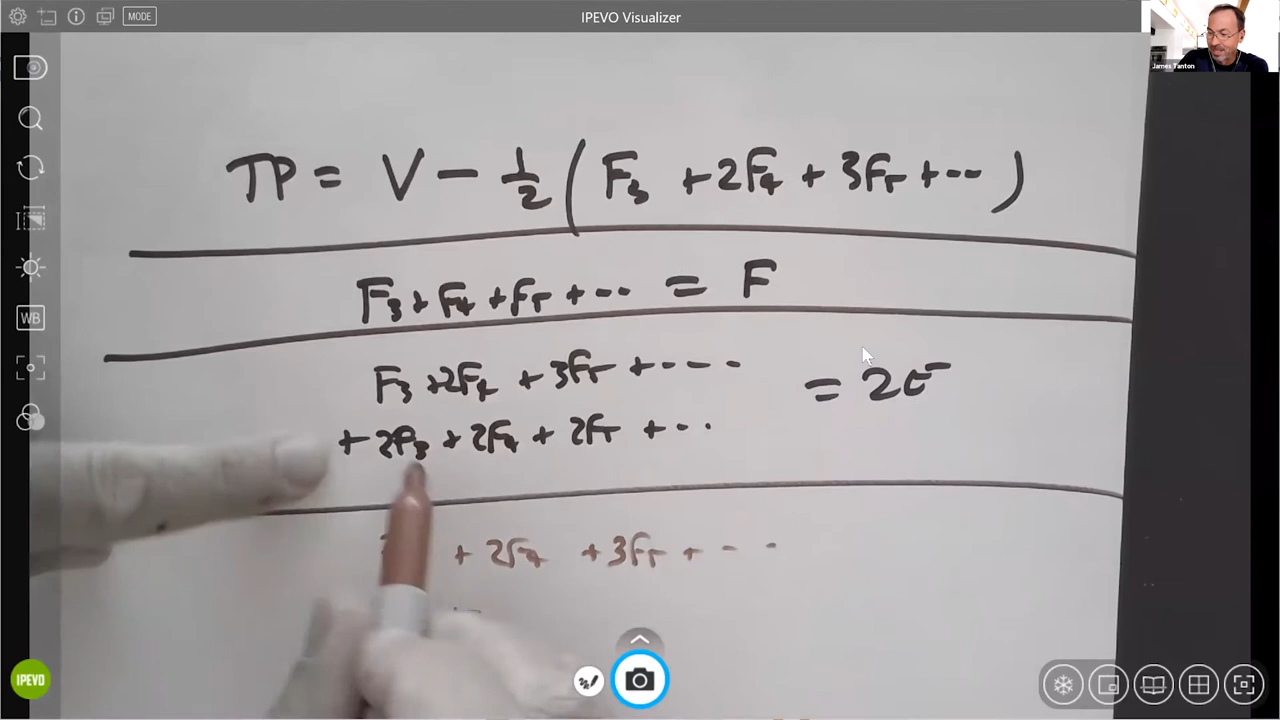 IPEVO Visualizer
MODE
James Tanton
WB
TP = V - 1/2 ( F3 + 2F4 + 3F5 + ... )
F3 + F4 + F5 + ... = F
F3 + 2F4 + 3F5 + ---- = 2E
+ 2F3 + 2F4 + 2F5 + ...
+ 2F4 + 3F5 + - -
IPEVO